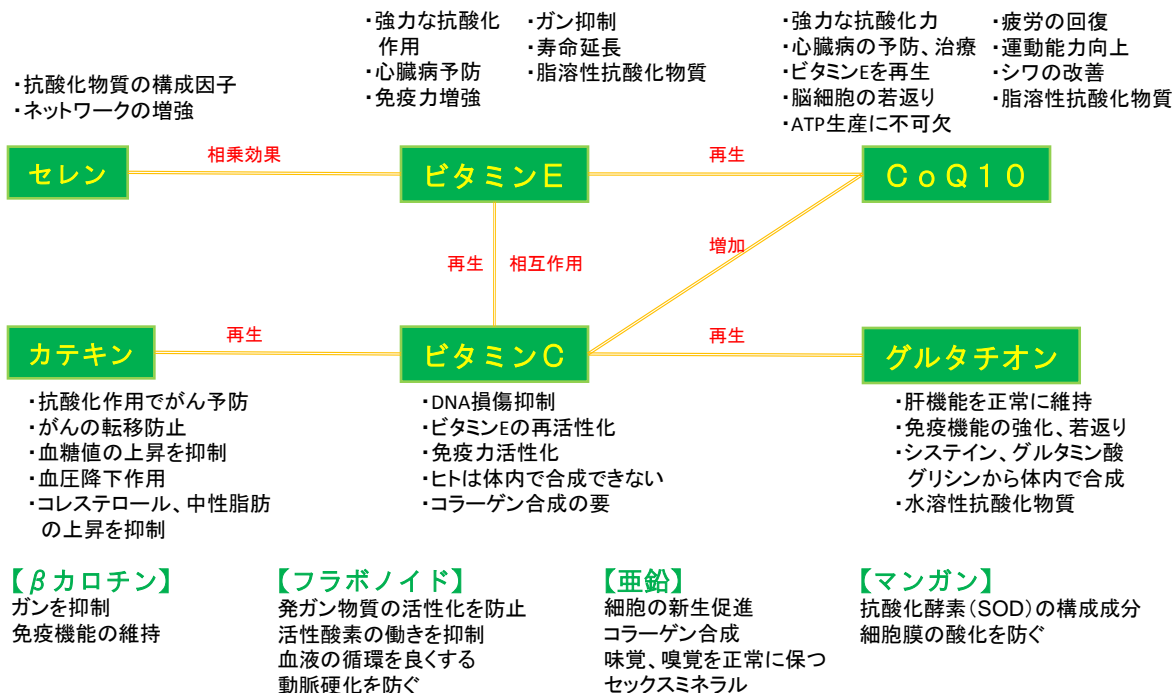 ・抗酸化物質の構成因子
・ネットワークの増強
・強力な抗酸化
作用
・心臓病予防
・免疫力増強
・ガン抑制
・寿命延長
・脂溶性抗酸化物質
・強力な抗酸化力
・心臓病の予防、治療
・ビタミンEを再生
・脳細胞の若返り
・ATP生産に不可欠
・疲労の回復
・運動能力向上
・シワの改善
・脂溶性抗酸化物質
セレン
相乗効果
ビタミンE
再生
CoQ10
再生
相互作用
増加
カテキン
再生
ビタミンC
再生
グルタチオン
・抗酸化作用でがん予防
・がんの転移防止
・血糖値の上昇を抑制
・血圧降下作用
・コレステロール、中性脂肪
の上昇を抑制
・DNA損傷抑制
・ビタミンEの再活性化
・免疫力活性化
・ヒトは体内で合成できない
・コラーゲン合成の要
・肝機能を正常に維持
・免疫機能の強化、若返り
・システイン、グルタミン酸
グリシンから体内で合成
・水溶性抗酸化物質
【βカロチン】
ガンを抑制
免疫機能の維持
【フラボノイド】
発ガン物質の活性化を防止
活性酸素の働きを抑制
血液の循環を良くする
動脈硬化を防ぐ
【亜鉛】
細胞の新生促進
コラーゲン合成
味覚、嗅覚を正常に保つ
セックスミネラル
【マンガン】
抗酸化酵素(SOD)の構成成分
細胞膜の酸化を防ぐ